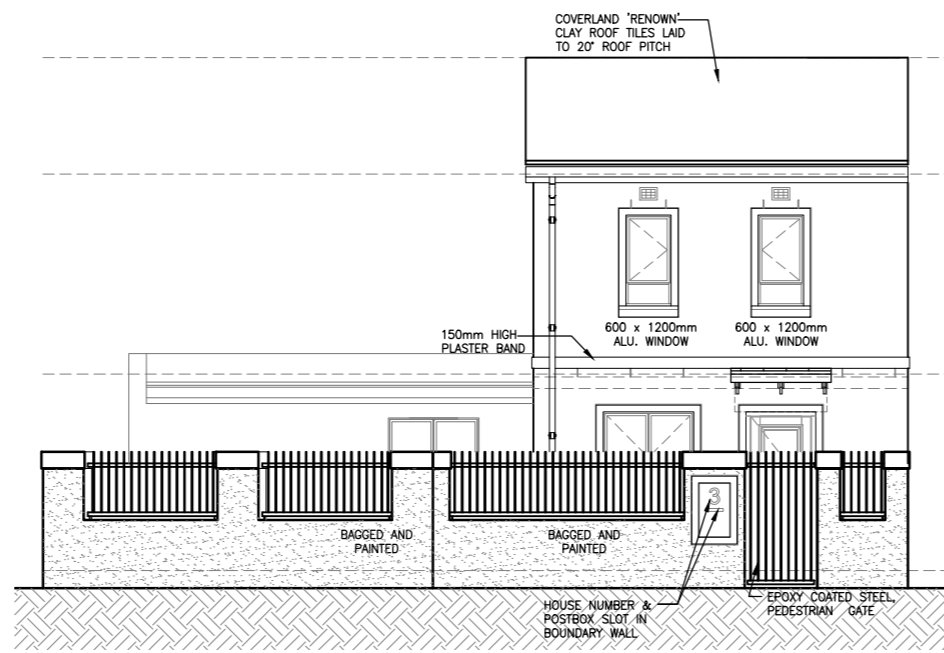 COVERLAND 'RENOWN'
CLAY ROOF TILES LAID
TO 20° ROOF PITCH
600 x 1200mm
ALU. WINDOW
600 x 1200mm
ALU. WINDOW
150mm HIGH
PLASTER BAND
3
BAGGED AND
PAINTED
BAGGED AND
PAINTED
EPOXY COATED STEEL,
PEDESTRIAN GATE
HOUSE NUMBER &
POSTBOX SLOT IN
BOUNDARY WALL